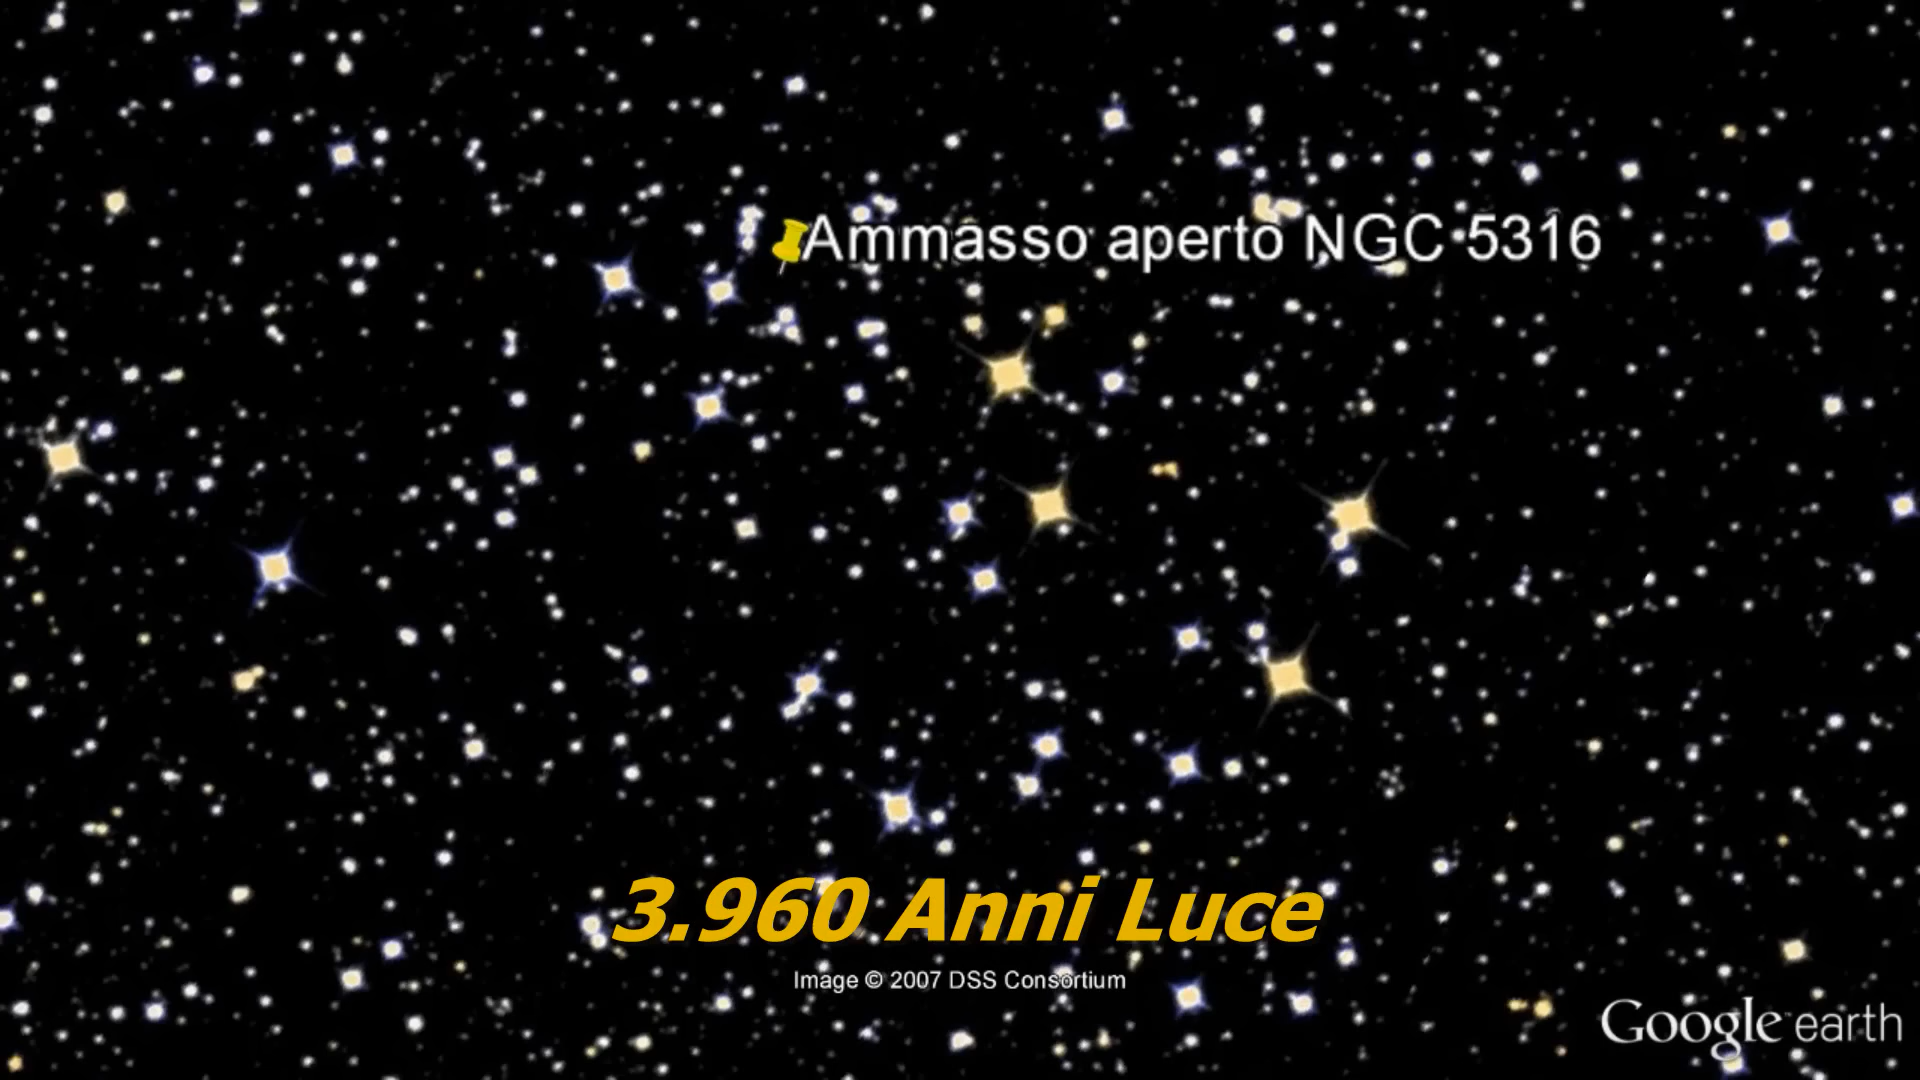 Ammasso aperto NGC 5316
3.960 Anni Luce
Image © 2007 DSS Consortium
Google earth